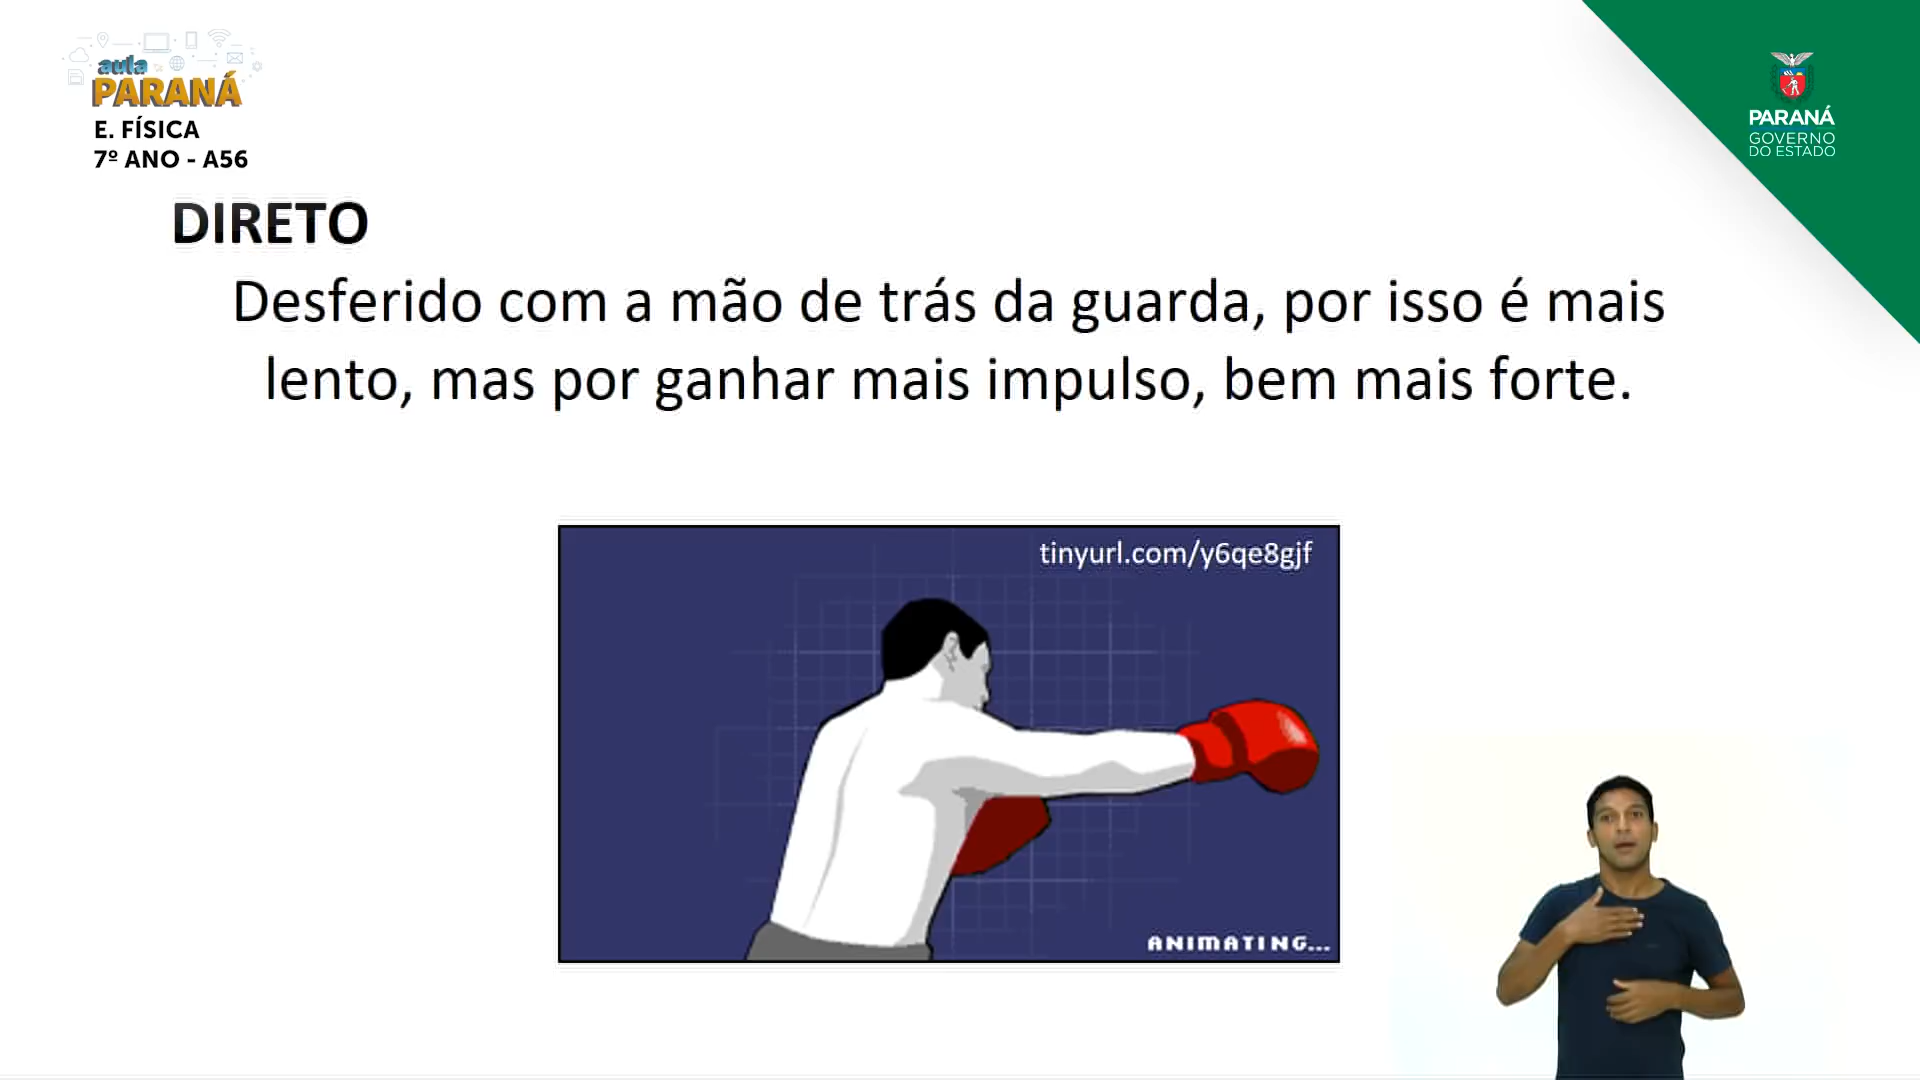 aula
PARANÁ
E. FÍSICA
7º ANO - A56
PARANÁ
GOVERNO
DO ESTADO
DIRETO
Desferido com a mão de trás da guarda, por isso é mais
lento, mas por ganhar mais impulso, bem mais forte.
tinyurl.com/y6qe8gjf
ANIMATING...